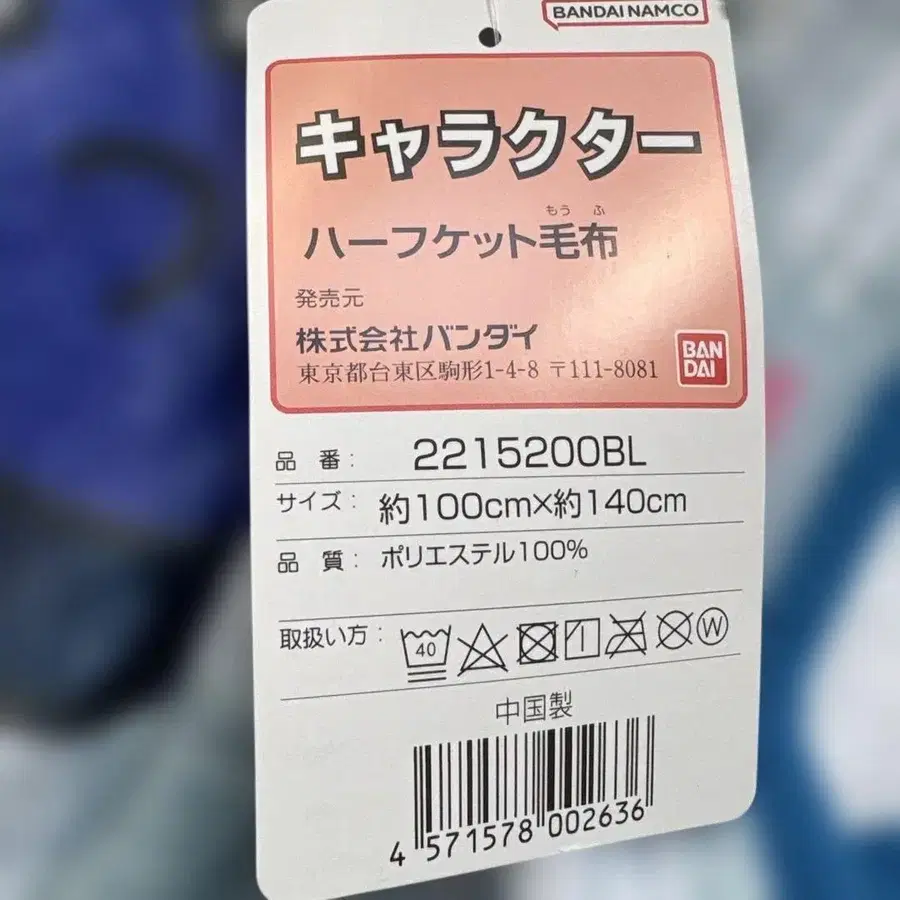 BANDAI NAMCO
キャラクター
もう ふ
ハーフケット毛布
発売元
株式会社バンダイ
東京都台東区駒形1-4-8 〒111-8081
BAN
DAI
品 番: 2215200BL
サイズ: 約100cm×約140cm
品 質: ポリエステル100%
取扱い方: 40 W
中国製
4 571578 002636